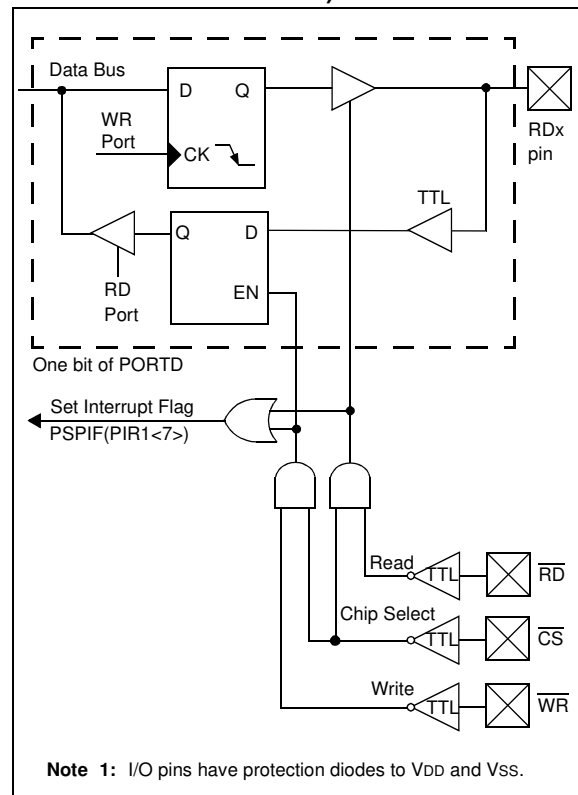 Data Bus
D Q
WR
Port
CK
RDx
pin
TTL
Q D
EN
RD
Port
One bit of PORTD
Set Interrupt Flag
PSPIF(PIR1<7>)
Read
TTL
RD
Chip Select
TTL
CS
Write
TTL
WR
Note 1: I/O pins have protection diodes to VDD and VSS.